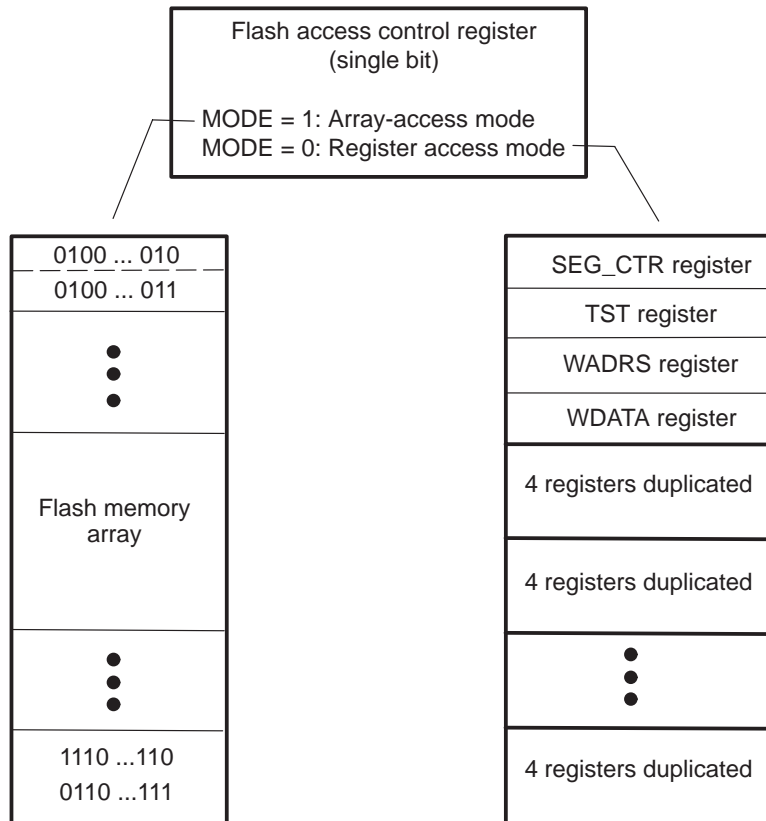 Flash access control register
(single bit)
MODE = 1: Array-access mode
MODE = 0: Register access mode
0100 ... 010
0100 ... 011
Flash memory
array
1110 ...110
0110 ...111
SEG_CTR register
TST register
WADRS register
WDATA register
4 registers duplicated
4 registers duplicated
4 registers duplicated